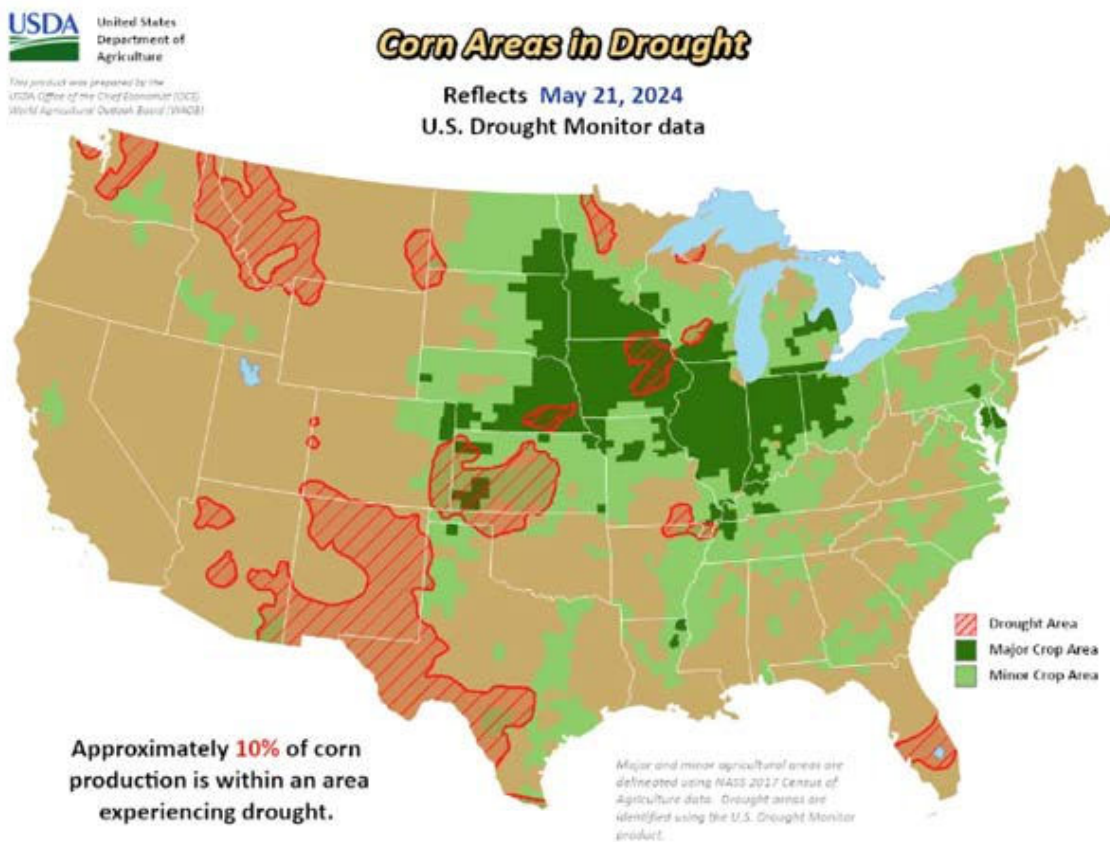 USDA
United States
Department of
Agriculture
This product was prepared by the
USDA Office of the Chief Economist (OCE)
World Agricultural Outlook Board (WAOB)
Corn Areas in Drought
Reflects May 21, 2024
U.S. Drought Monitor data
Drought Area
Major Crop Area
Minor Crop Area
Approximately 10% of corn
production is within an area
experiencing drought.
Major and minor agricultural areas are
delineated using NASS 2017 Census of
Agriculture data. Drought areas are
identified using the U.S. Drought Monitor
product.